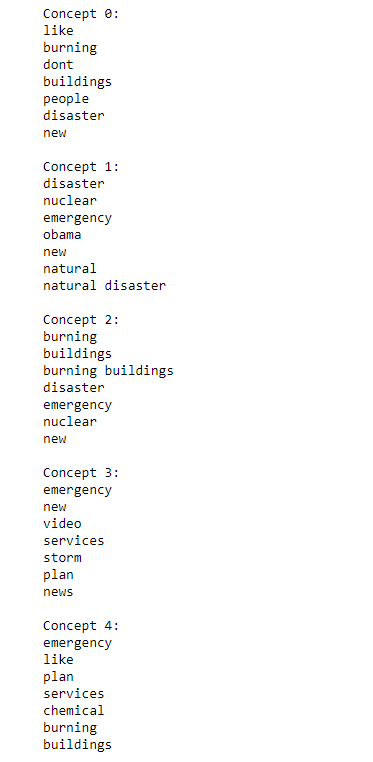 Concept 0:
like
burning
dont
buildings
people
disaster
new
Concept 1:
disaster
nuclear
emergency
obama
new
natural
natural disaster
Concept 2:
burning
buildings
burning buildings
disaster
emergency
nuclear
new
Concept 3:
emergency
new
video
services
storm
plan
news
Concept 4:
emergency
like
plan
services
chemical
burning
buildings